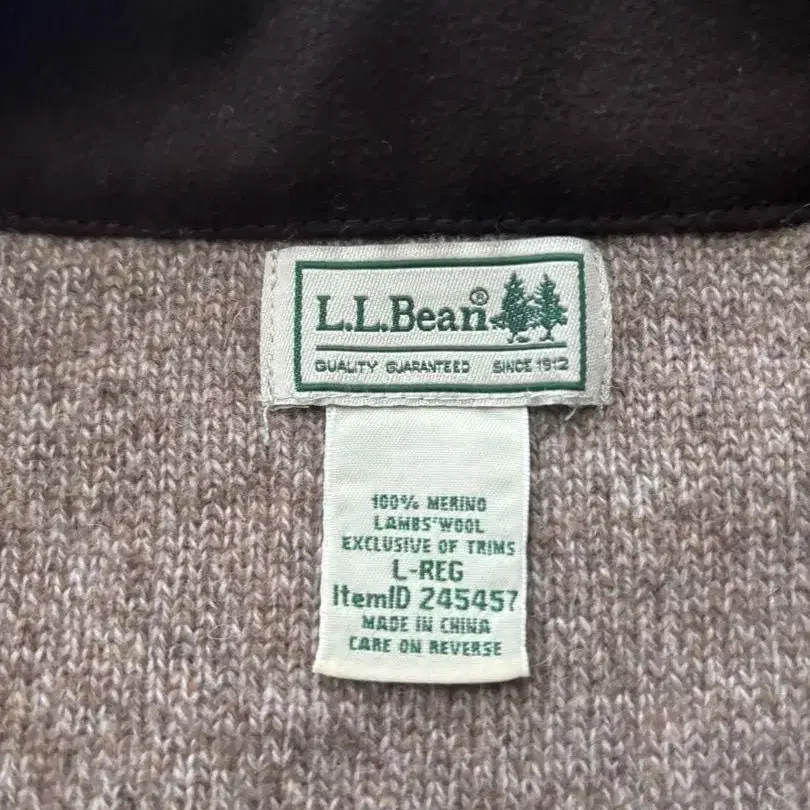 L.L.Bean®
QUALITY GUARANTEED SINCE 1912
100% MERINO
LAMBS' WOOL
EXCLUSIVE OF TRIMS
L-REG
ItemID 245457
MADE IN CHINA
CARE ON REVERSE